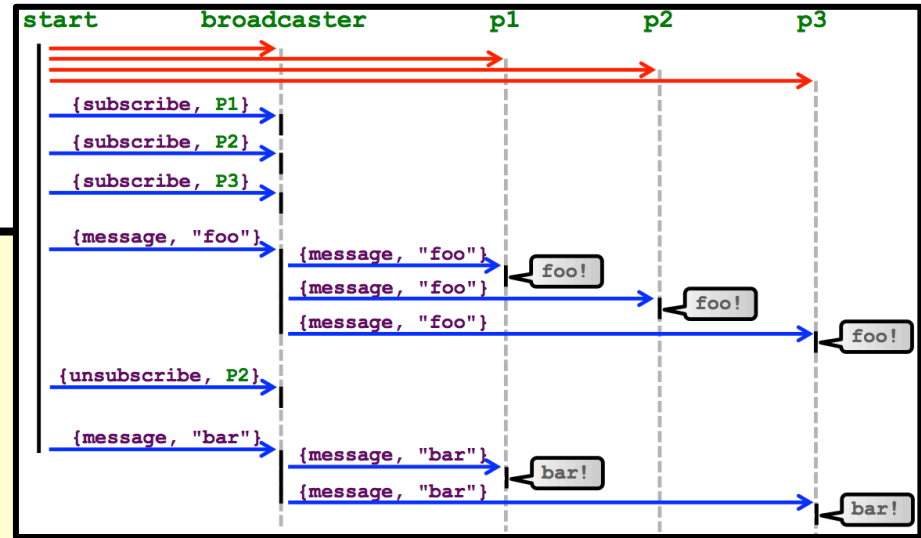 start broadcaster p1 p2 p3
{subscribe, P1}
{subscribe, P2}
{subscribe, P3}
{message, "foo"}
{message, "foo"}
foo!
{message, "foo"}
foo!
{message, "foo"}
foo!
{unsubscribe, P2}
{message, "bar"}
{message, "bar"}
bar!
{message, "bar"}
bar!